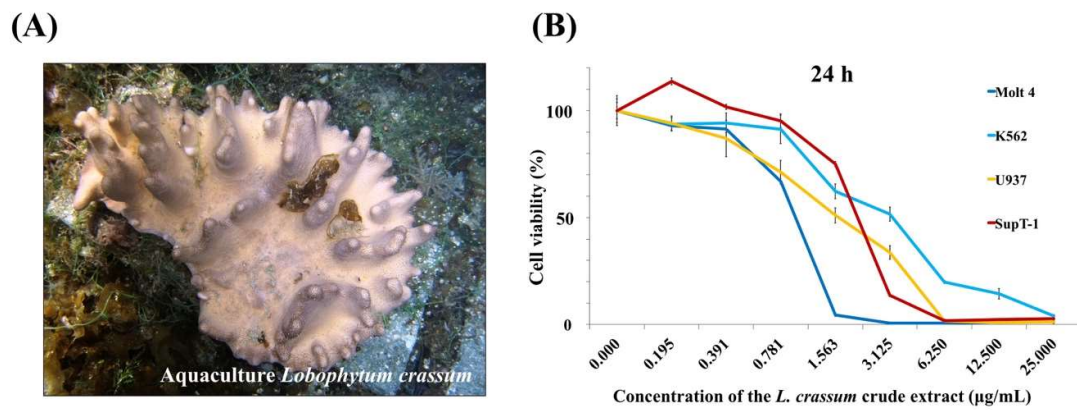 (A)
Aquaculture Lobophytum crassum
(B)
24 h
Molt 4
K562
U937
SupT-1
Cell viability (%)
100
50
0
0.000
0.195
0.391
0.781
1.563
3.125
6.250
12.500
25.000
Concentration of the L. crassum crude extract (μg/mL)